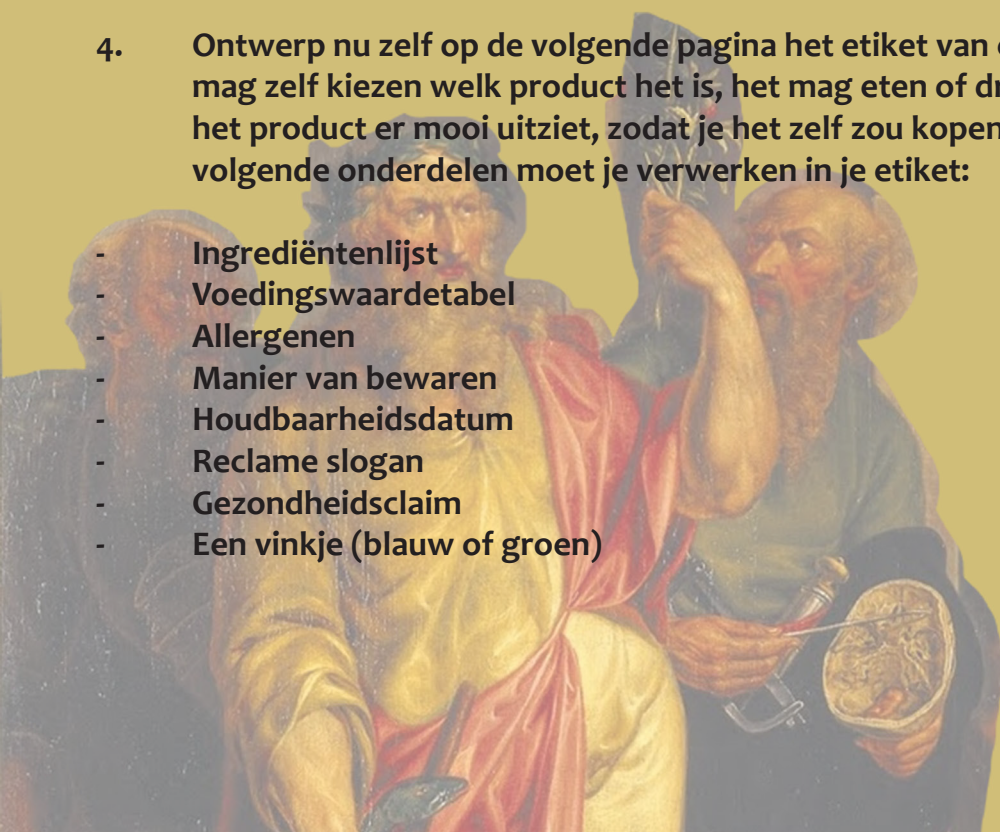 4. Ontwerp nu zelf op de volgende pagina het etiket van
mag zelf kiezen welk product het is, het mag eten of
het product er mooi uitziet, zodat je het zelf zou kopen
volgende onderdelen moet je verwerken in je etiket:
- Ingrediëntenlijst
- Voedingswaardetabel
- Allergenen
- Manier van bewaren
- Houdbaarheidsdatum
- Reclame slogan
- Gezondheidsclaim
- Een vinkje (blauw of groen)